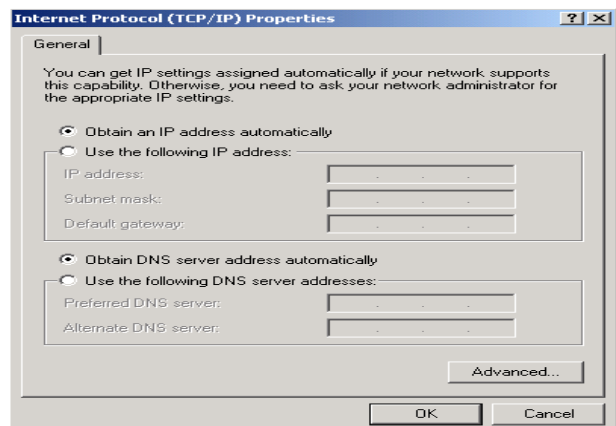 Internet Protocol (TCP/IP) Properties
General
You can get IP settings assigned automatically if your network supports
this capability. Otherwise, you need to ask your network administrator for
the appropriate IP settings.
Obtain an IP address automatically
Use the following IP address:
IP address:
Subnet mask:
Default gateway:
Obtain DNS server address automatically
Use the following DNS server addresses:
Preferred DNS server:
Alternate DNS server:
Advanced...
OK
Cancel